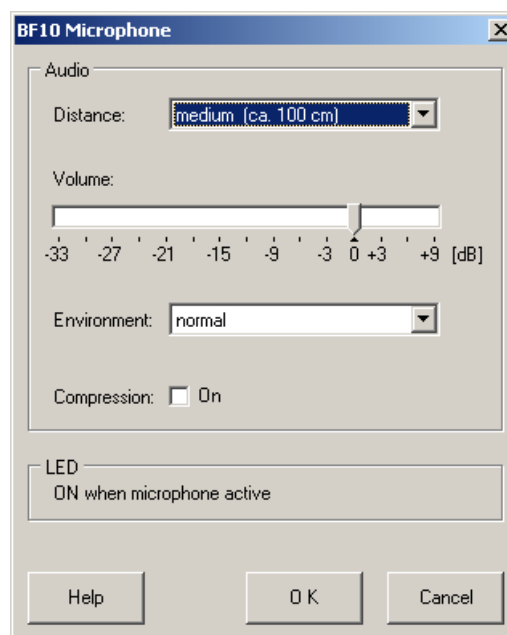 BF10 Microphone
Audio
Distance: medium (ca. 100 cm)
Volume:
-33 -27 -21 -15 -9 -3 0 +3 +9 [dB]
Environment: normal
Compression: On
LED
ON when microphone active
Help O K Cancel